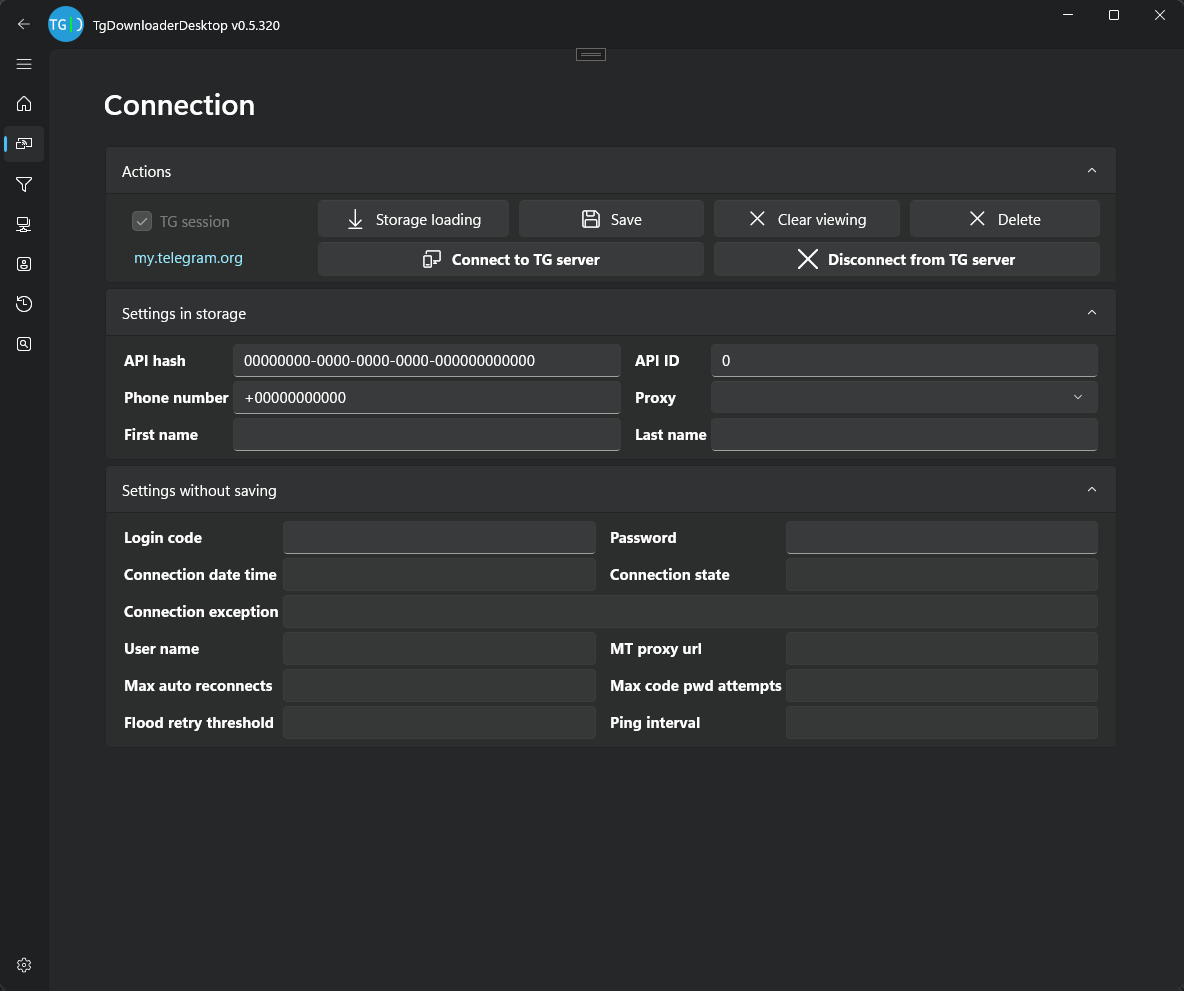 TG
TgDownloaderDesktop v0.5.320
Connection
Actions
TG session
Storage loading
Save
Clear viewing
Delete
my.telegram.org
Connect to TG server
Disconnect from TG server
Settings in storage
API hash
00000000-0000-0000-0000-000000000000
API ID
0
Phone number
+00000000000
Proxy
First name
Last name
Settings without saving
Login code
Password
Connection date time
Connection state
Connection exception
User name
MT proxy url
Max auto reconnects
Max code pwd attempts
Flood retry threshold
Ping interval